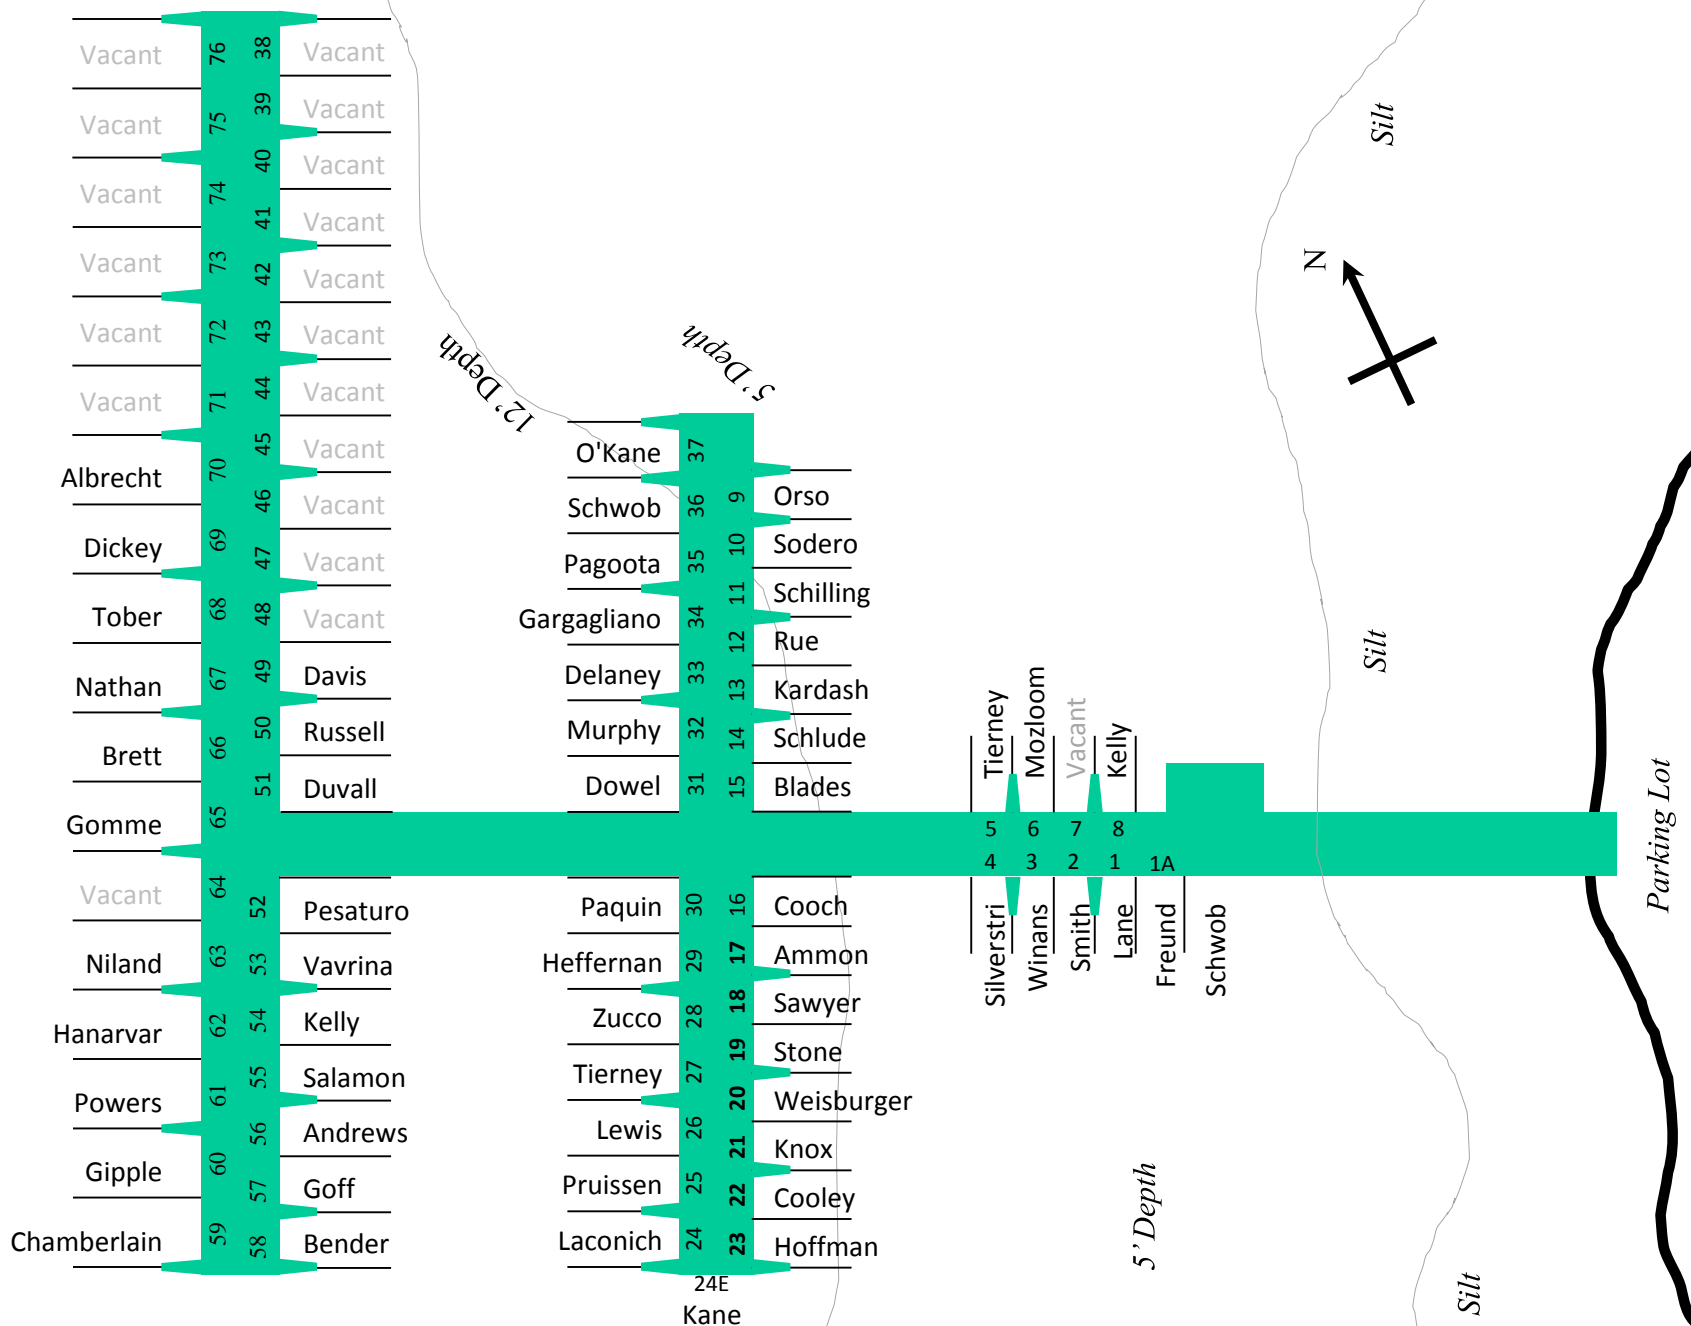 Vacant 76
Vacant 75
Vacant 74
Vacant 73
Vacant 72
Vacant 71
Albrecht 70
Dickey 69
Tober 68
Nathan 67
Brett 66
Gomme 65
Vacant 64
Niland 63
Hanarvar 62
Powers 61
Gipple 60
Chamberlain 59
38 Vacant
39 Vacant
40 Vacant
41 Vacant
42 Vacant
43 Vacant
44 Vacant
45 Vacant
46 Vacant
47 Vacant
48 Vacant
49 Davis
50 Russell
51 Duvall
52 Pesaturo
53 Vavrina
54 Kelly
55 Salamon
56 Andrews
57 Goff
58 Bender
12' Depth
5' Depth
O'Kane 37
Schwob 36
Pagoota 35
Gargagliano 34
Delaney 33
Murphy 32
Dowel 31
Paquin 30
Heffernan 29
Zucco 28
Tierney 27
Lewis 26
Pruissen 25
Laconich 24
24E
Kane
9 Orso
10 Sodero
11 Schilling
12 Rue
13 Kardash
14 Schlude
15 Blades
16 Cooch
17 Ammon
18 Sawyer
19 Stone
20 Weisburger
21 Knox
22 Cooley
23 Hoffman
Tierney 5
Mozloom 6
Vacant 7
Kelly 8
4 Silverstri
3 Winans
2 Smith
1 Lane
1A Freund
Schwob
5' Depth
N
Silt
Silt
Silt
Parking Lot